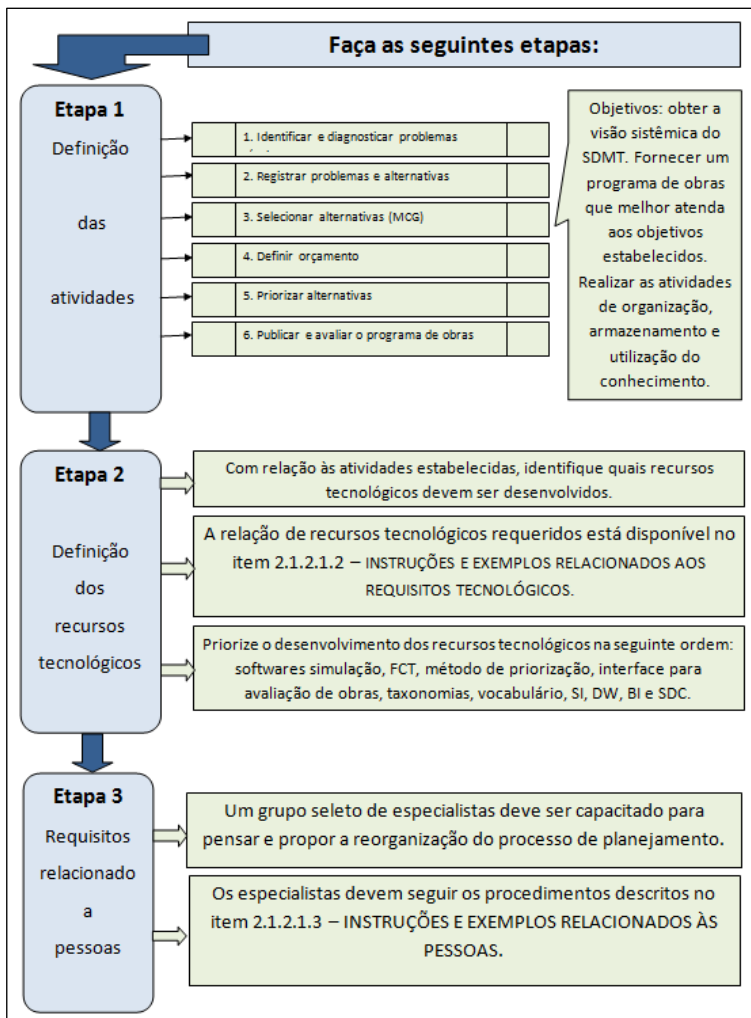 Faça as seguintes etapas:
Etapa 1
Definição
das
atividades
1. Identificar e diagnosticar problemas
2. Registrar problemas e alternativas
3. Selecionar alternativas (MCG)
4. Definir orçamento
5. Priorizar alternativas
6. Publicar e avaliar o programa de obras
Objetivos: obter a
visão sistêmica do
SDMT. Fornecer um
programa de obras
que melhor atenda
aos objetivos
estabelecidos.
Realizar as atividades
de organização,
armazenamento e
utilização do
conhecimento.
Etapa 2
Definição
dos
recursos
tecnológicos
Com relação às atividades estabelecidas, identifique quais recursos
tecnológicos devem ser desenvolvidos.
A relação de recursos tecnológicos requeridos está disponível no
item 2.1.2.1.2 – INSTRUÇÕES E EXEMPLOS RELACIONADOS AOS
REQUISITOS TECNOLÓGICOS.
Priorize o desenvolvimento dos recursos tecnológicos na seguinte ordem:
softwares simulação, FCT, método de priorização, interface para
avaliação de obras, taxonomias, vocabulário, SI, DW, BI e SDC.
Etapa 3
Requisitos
relacionado
a
pessoas
Um grupo seleto de especialistas deve ser capacitado para
pensar e propor a reorganização do processo de planejamento.
Os especialistas devem seguir os procedimentos descritos no
item 2.1.2.1.3 – INSTRUÇÕES E EXEMPLOS RELACIONADOS ÀS
PESSOAS.